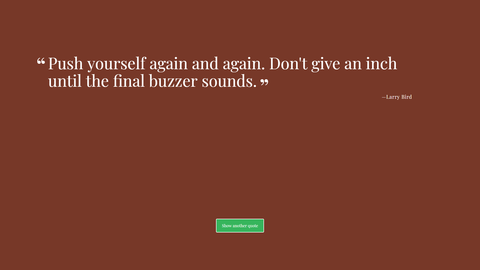 ❝ Push yourself again and again. Don't give an inch
until the final buzzer sounds. ❞
—Larry Bird
Show another quote